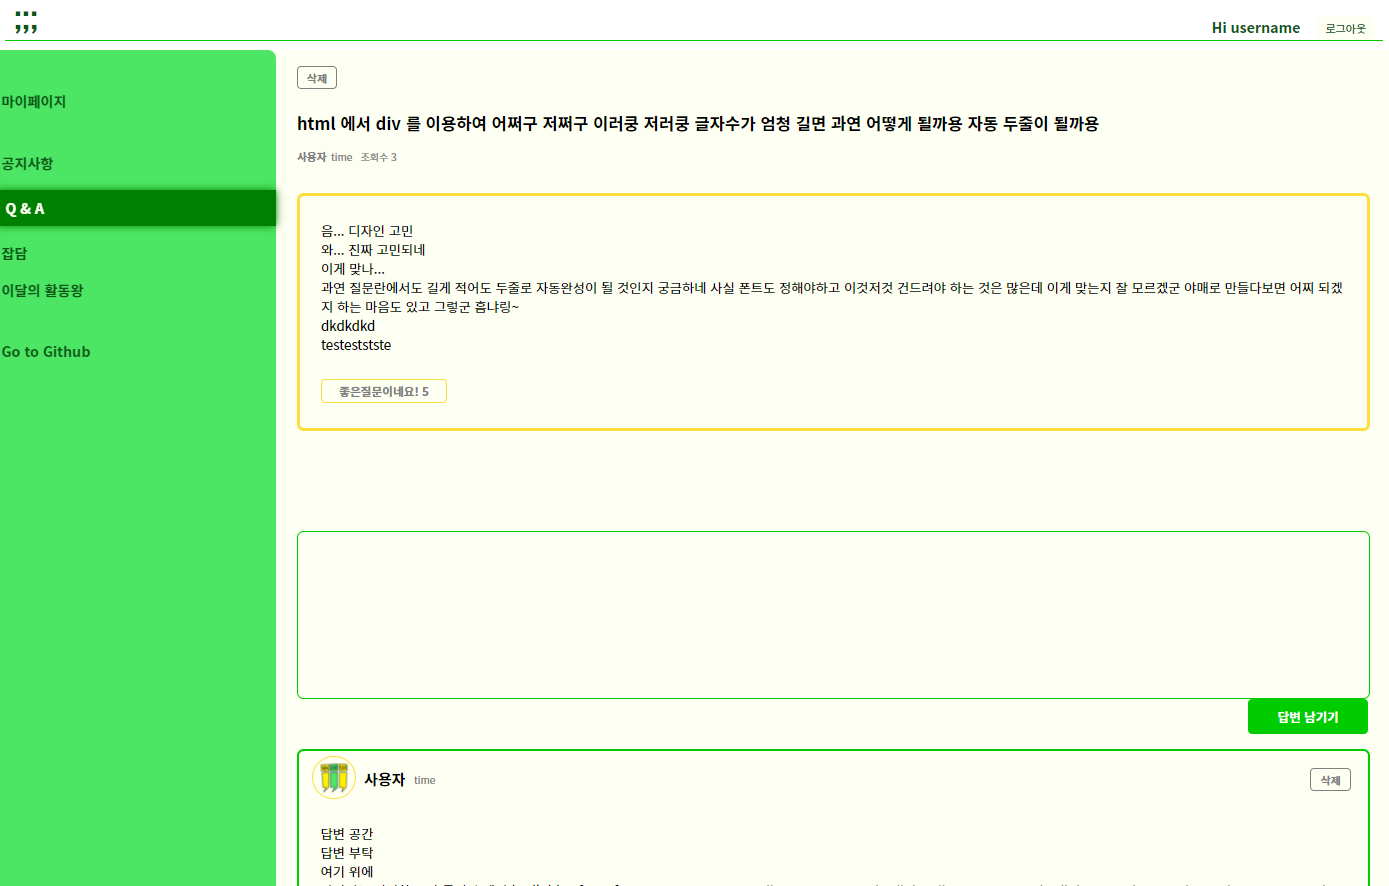 ;;;
Hi username 로그아웃
마이페이지
공지사항
Q & A
잡담
이달의 활동왕
Go to Github
삭제
html 에서 div 를 이용하여 어쩌구 저쩌구 이러쿵 저러쿵 글자수가 엄청 길면 과연 어떻게 될까용 자동 두줄이 될까용
사용자 time 조회수 3
음... 디자인 고민
와... 진짜 고민되네
이게 맞나...
과연 질문란에서도 길게 적어도 두줄로 자동완성이 될 것인지 궁금하네 사실 폰트도 정해야하고 이것저것 건드려야 하는 것은 많은데 이게 맞는지 잘 모르겠군 야매로 만들다보면 어찌 되겠
지 하는 마음도 있고 그렇군 흠냐링~
dkdkdkd
testestststste
좋은질문이네요! 5
답변 남기기
사용자 time
삭제
답변 공간
답변 부탁
여기 위에